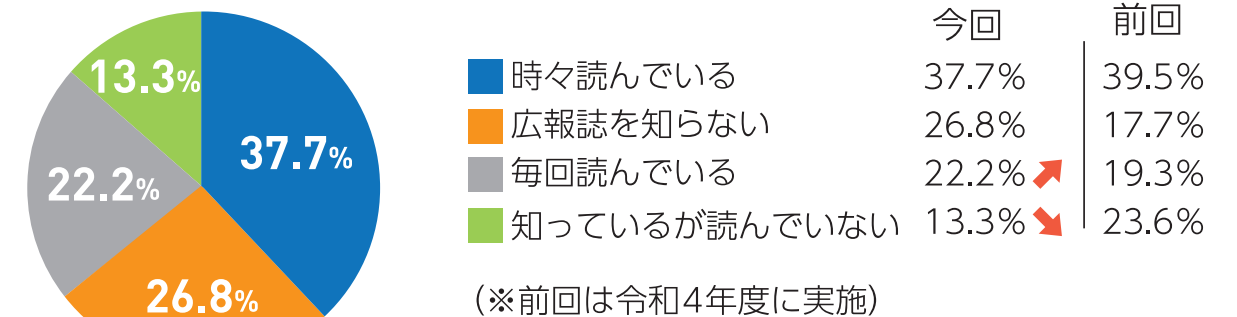 今回 前回
時々読んでいる 37.7% 39.5%
広報誌を知らない 26.8% 17.7%
毎回読んでいる 22.2% 19.3%
知っているが読んでいない 13.3% 23.6%
(※前回は令和4年度に実施)
13.3%
37.7%
22.2%
26.8%